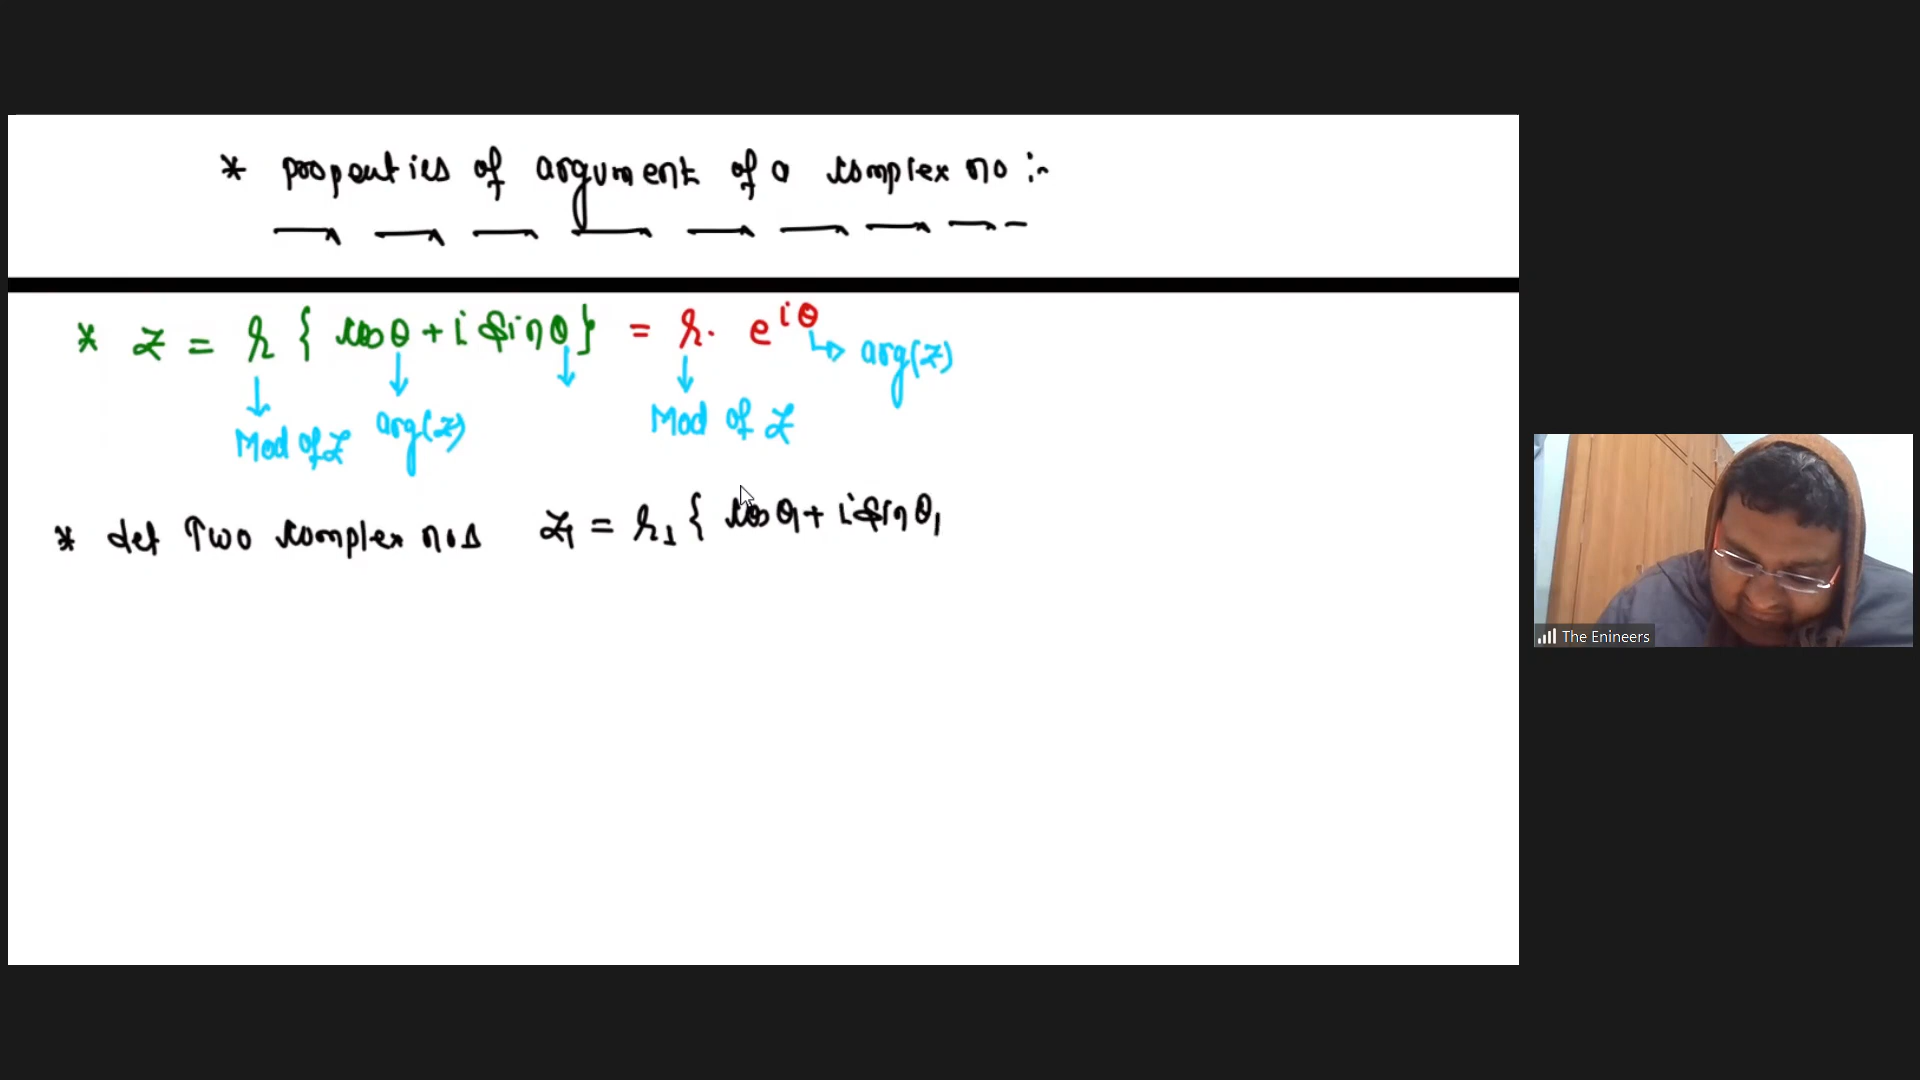 * properties of argument of a complex no :-
* z = r { cosθ + i sinθ } = r. e^{iθ}
arg(z)
Mod of z arg(z) Mod of z
* let Two complex nos z₁ = r₁ { cosθ₁ + i sinθ₁
The Enineers